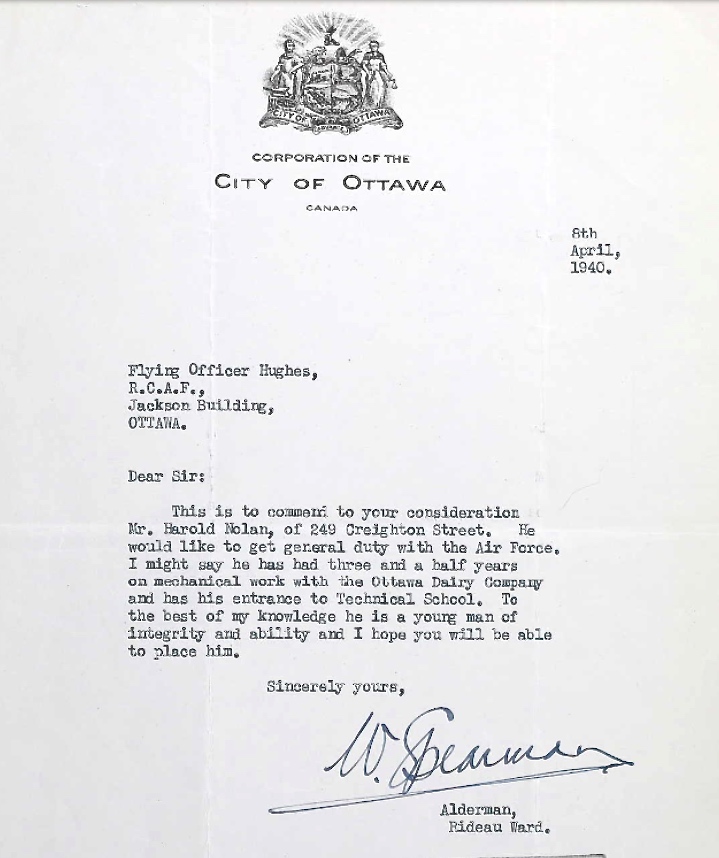 CITY OF OTTAWA
CORPORATION OF THE
CITY OF OTTAWA
CANADA
8th
April,
1940.
Flying Officer Hughes,
R.C.A.F.,
Jackson Building,
OTTAWA.
Dear Sir:
This is to commend to your consideration
Mr. Harold Nolan, of 249 Creighton Street. He
would like to get general duty with the Air Force.
I might say he has had three and a half years
on mechanical work with the Ottawa Dairy Company
and has his entrance to Technical School. To
the best of my knowledge he is a young man of
integrity and ability and I hope you will be able
to place him.
Sincerely yours,
W. Spearman
Alderman,
Rideau Ward.